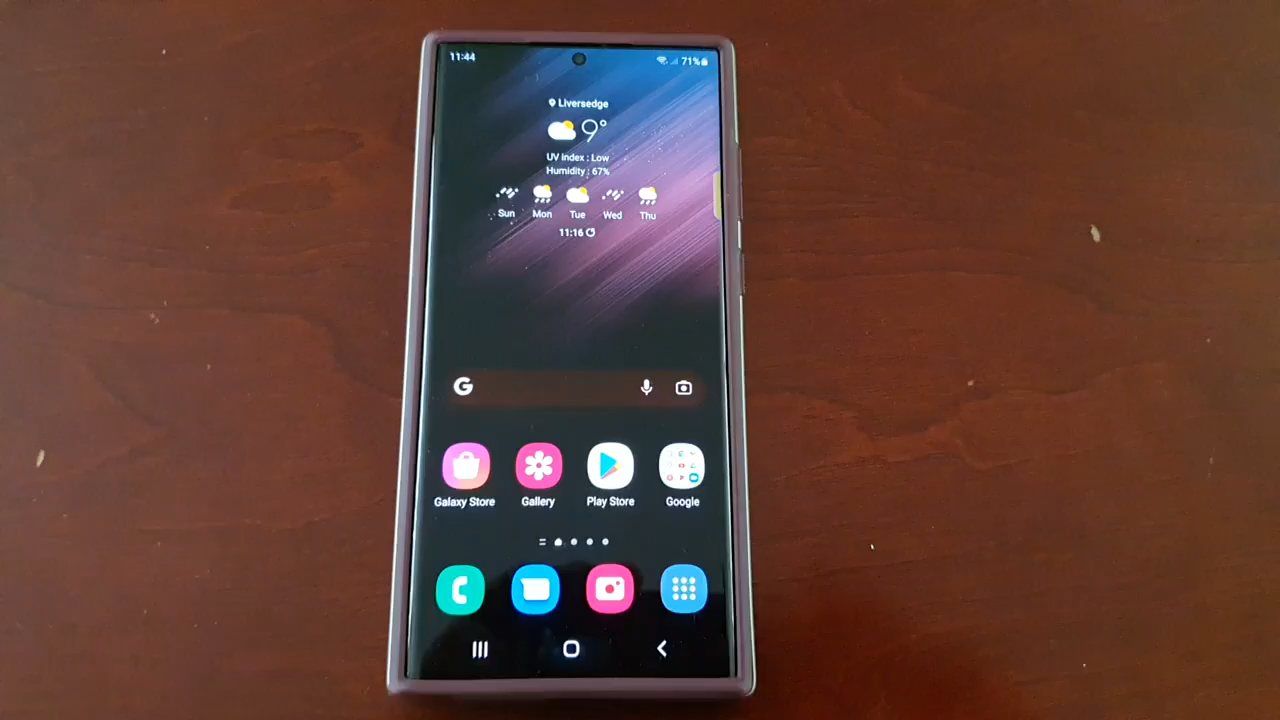 11:44 71%
Liversedge
9°
UV index : Low
Humidity : 67%
Sun Mon Tue Wed Thu
11:16
G
Galaxy Store Gallery Play Store Google